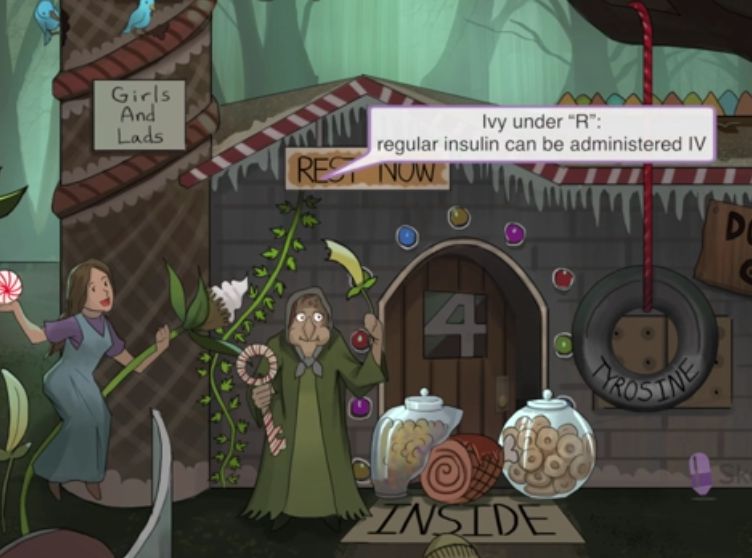 Girls
And
Lads
Ivy under “R”:
regular insulin can be administered IV
REST NOW
4
TYROSINE
INSIDE